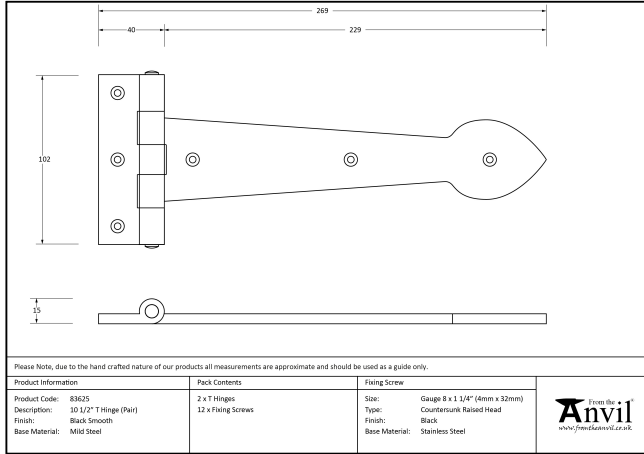 269
40
229
102
15
Please Note, due to the hand crafted nature of our products all measurements are approximate and should be used as a guide only.
Product Information
Product Code: 83625
Description: 10 1/2" T Hinge (Pair)
Finish: Black Smooth
Base Material: Mild Steel
Pack Contents
2 x T Hinges
12 x Fixing Screws
Fixing Screw
Size: Gauge 8 x 1 1/4" (4mm x 32mm)
Type: Countersunk Raised Head
Finish: Black
Base Material: Stainless Steel
From the
Anvil
www.fromtheanvil.co.uk